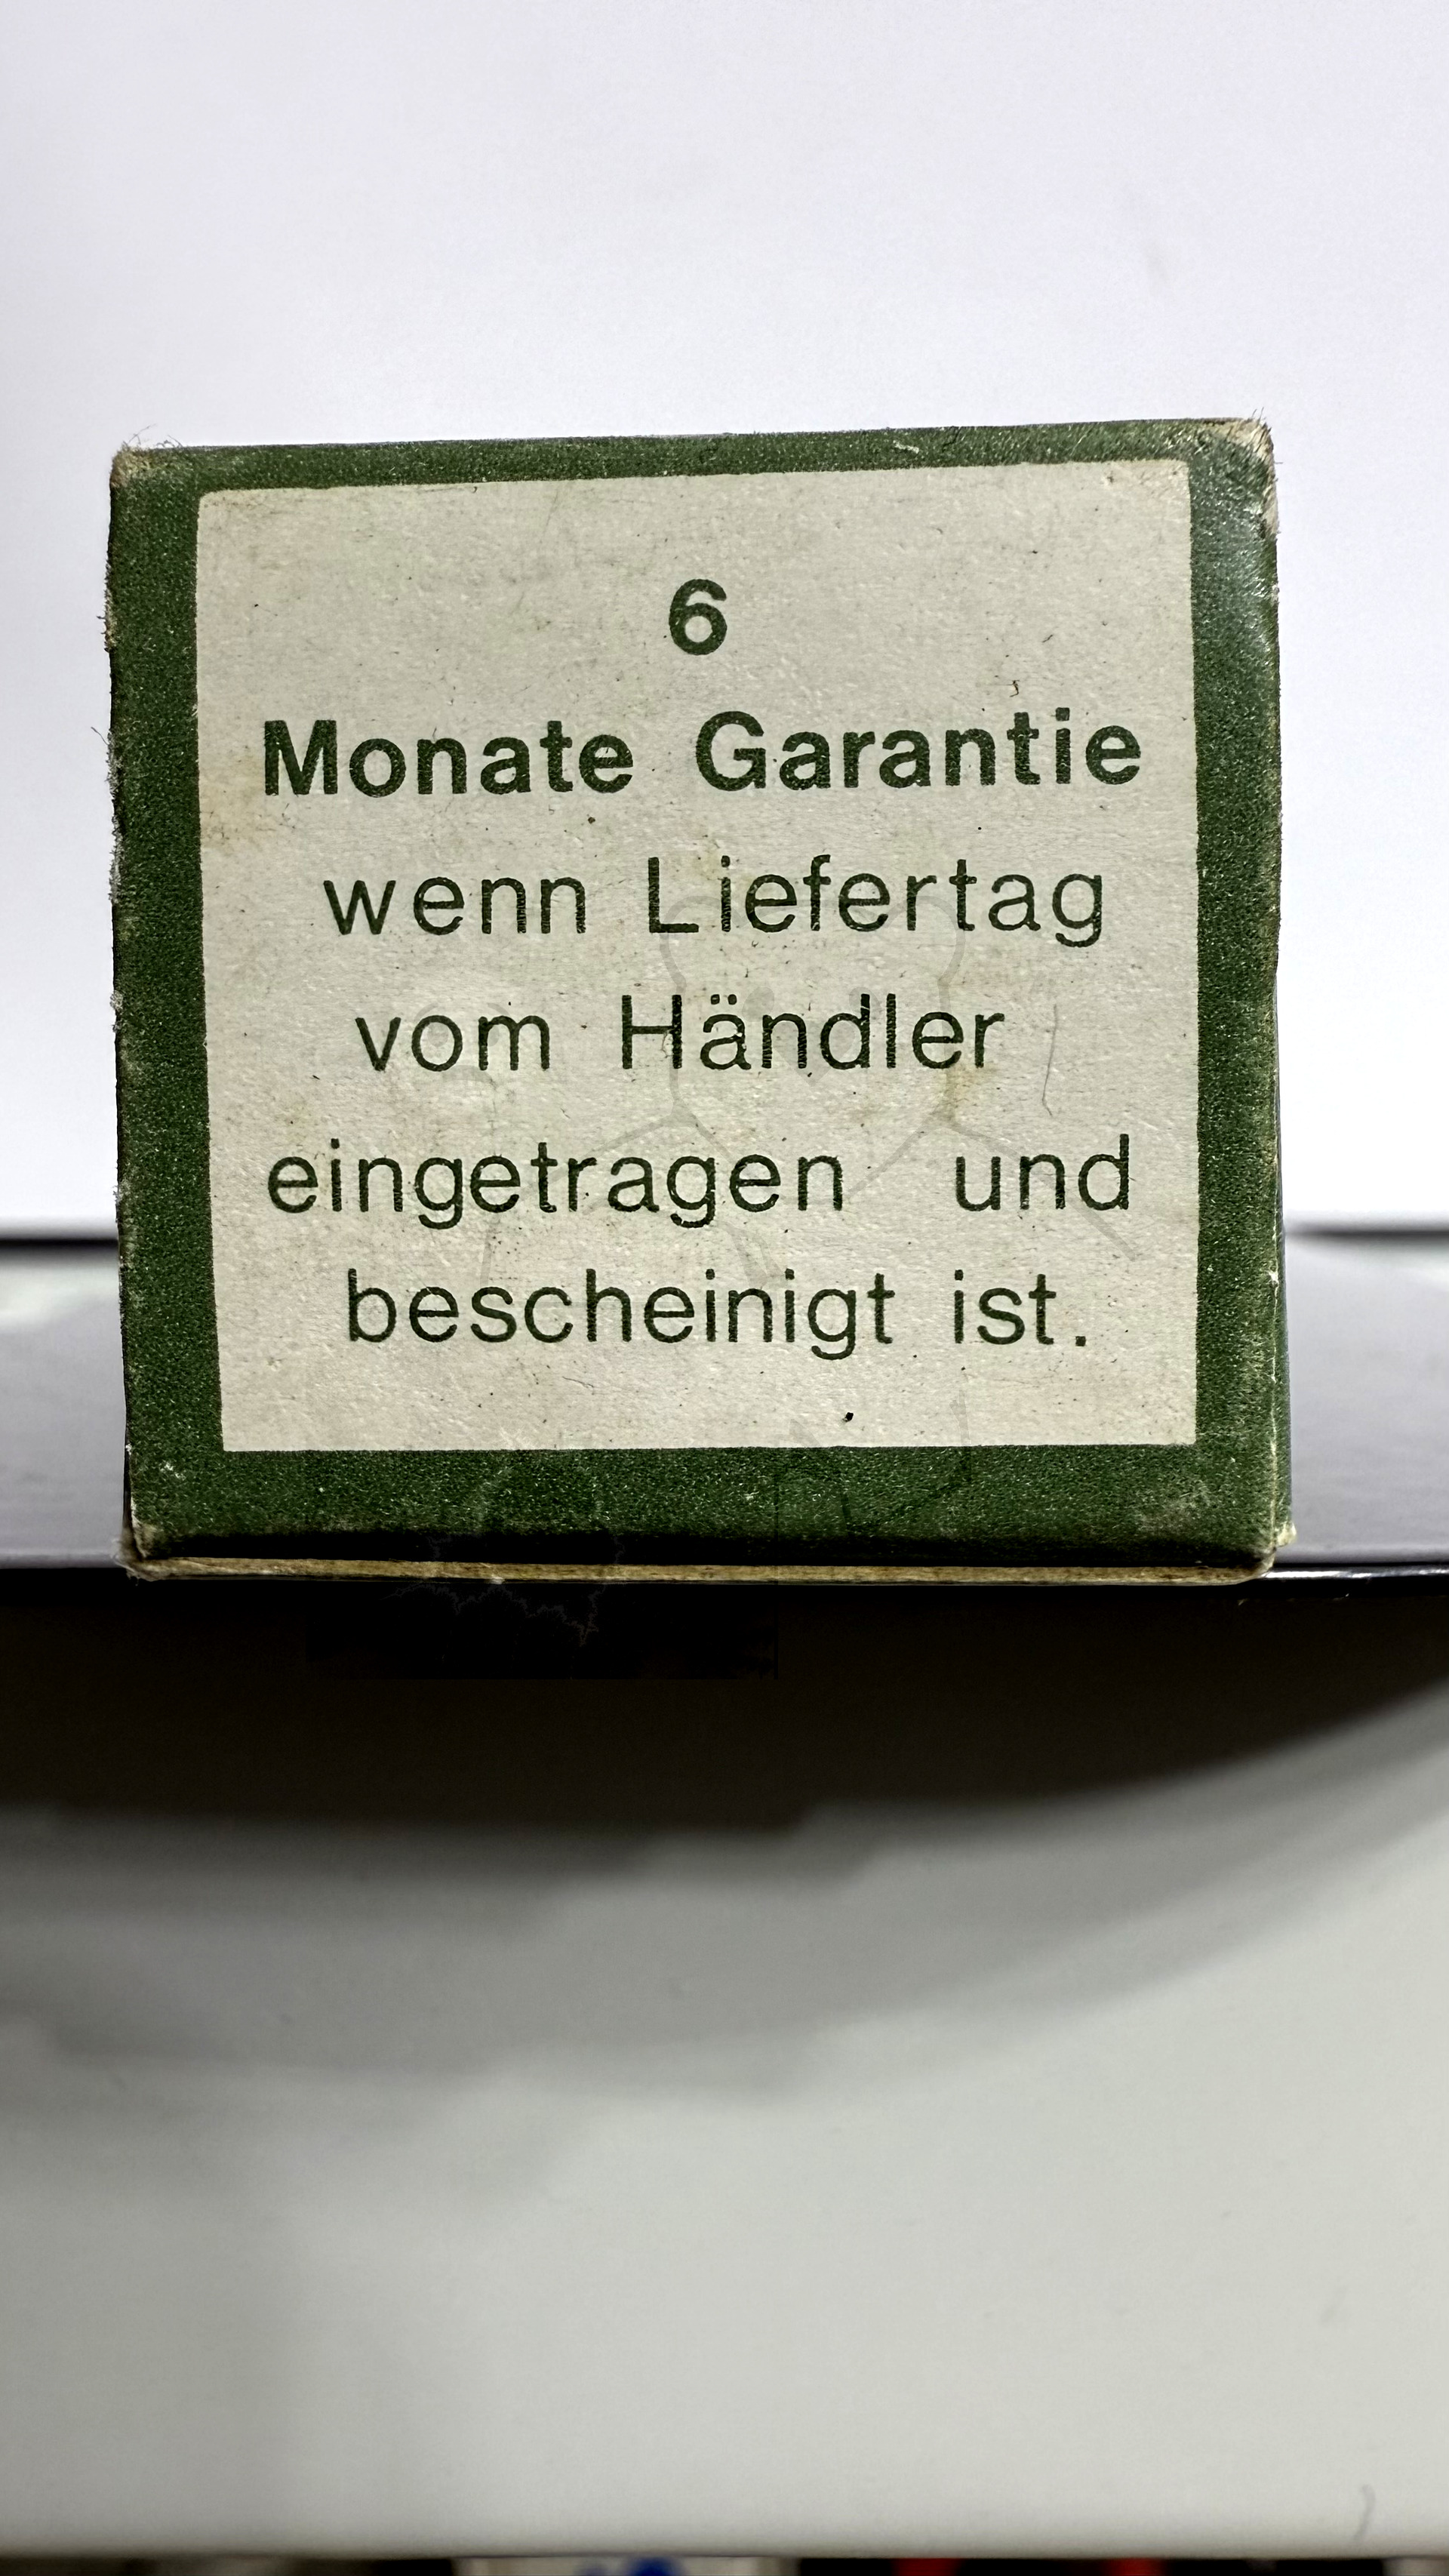 6
Monate Garantie
wenn Liefertag
vom Händler
eingetragen und
bescheinigt ist.